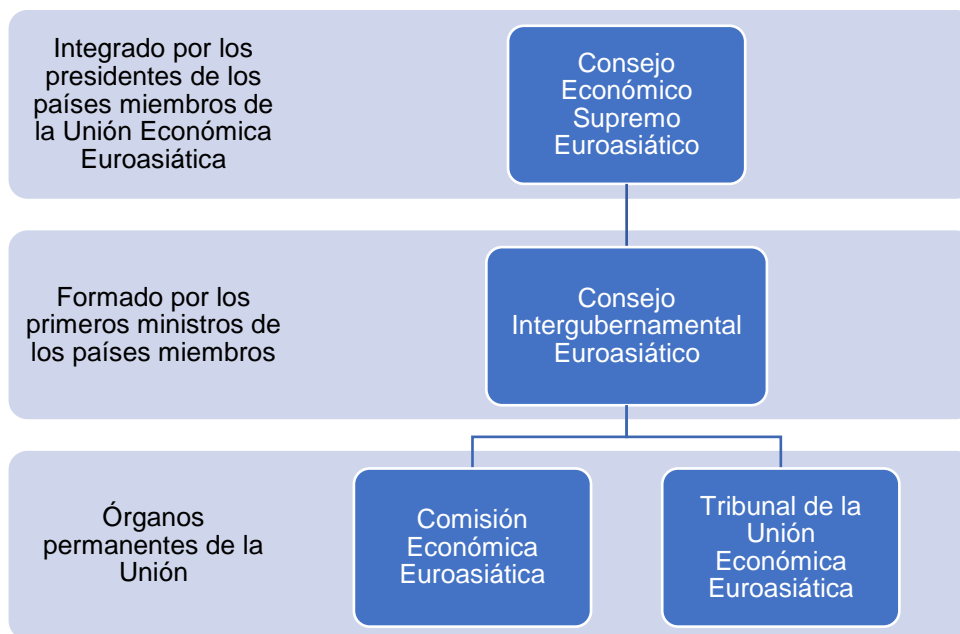 Integrado por los
presidentes de los
países miembros de
la Unión Económica
Euroasiática
Consejo
Económico
Supremo
Euroasiático
Formado por los
primeros ministros de
los países miembros
Consejo
Intergubernamental
Euroasiático
Órganos
permanentes de la
Unión
Comisión
Económica
Euroasiática
Tribunal de la
Unión
Económica
Euroasiática